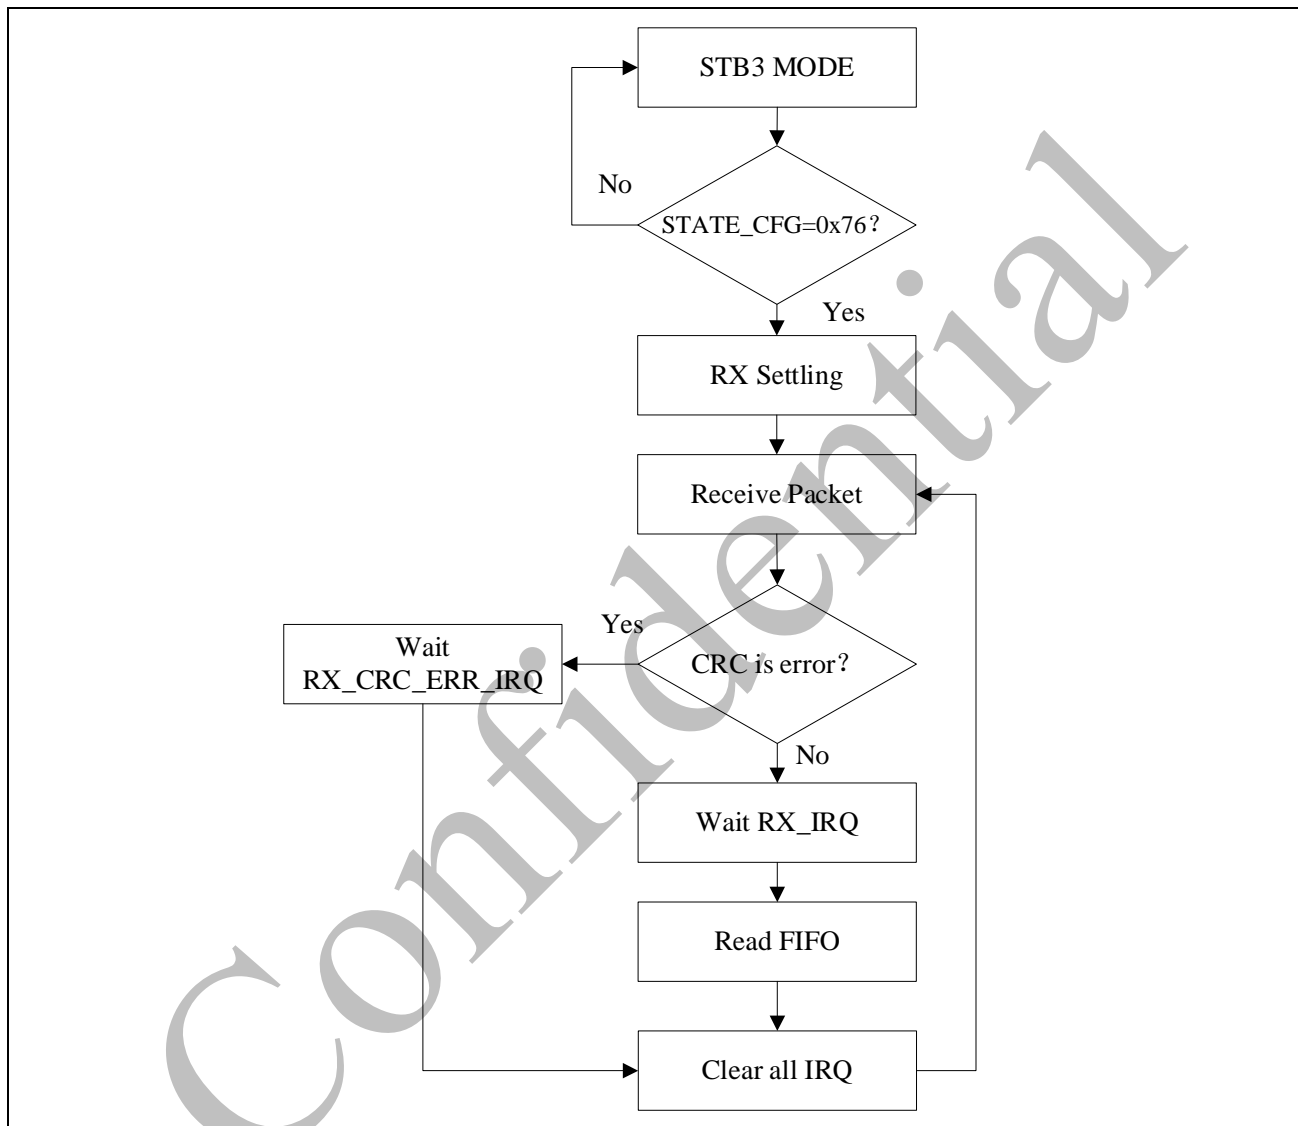 STB3 MODE
No
STATE_CFG=0x76？
Yes
RX Settling
Receive Packet
Yes
Wait
RX_CRC_ERR_IRQ
CRC is error？
No
Wait RX_IRQ
Read FIFO
Clear all IRQ
Confidential